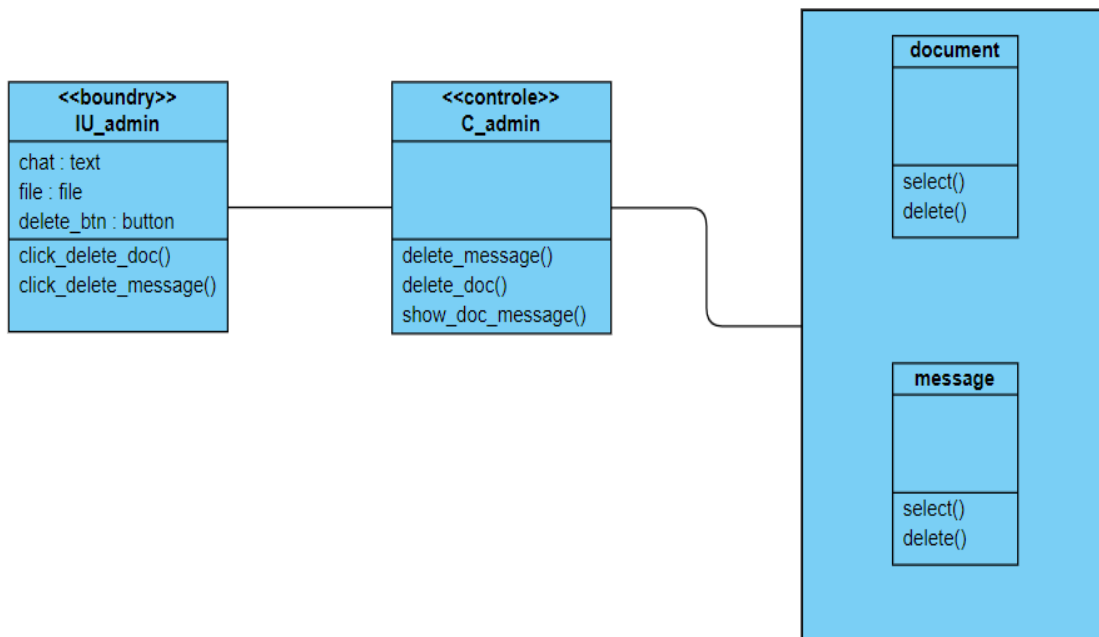 <<boundry>>
IU_admin
chat : text
file : file
delete_btn : button
click_delete_doc()
click_delete_message()
<<controle>>
C_admin
delete_message()
delete_doc()
show_doc_message()
document
select()
delete()
message
select()
delete()